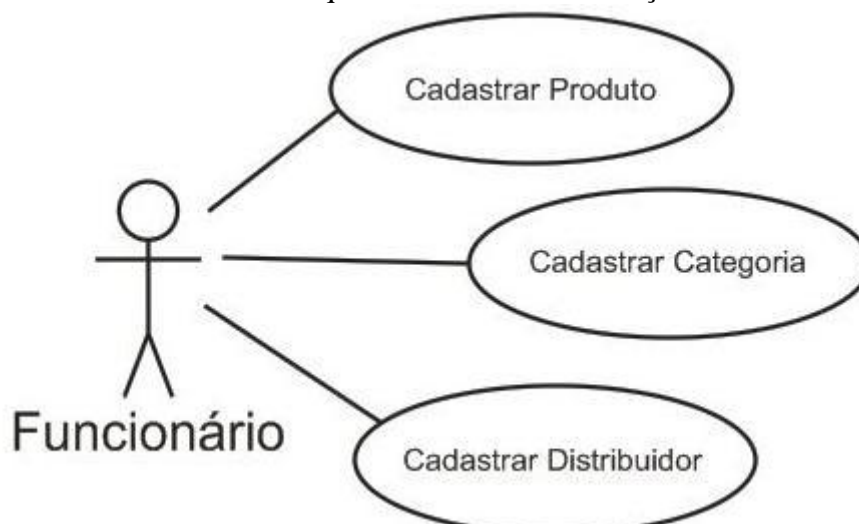 Cadastrar Produto
Cadastrar Categoria
Funcionário
Cadastrar Distribuidor